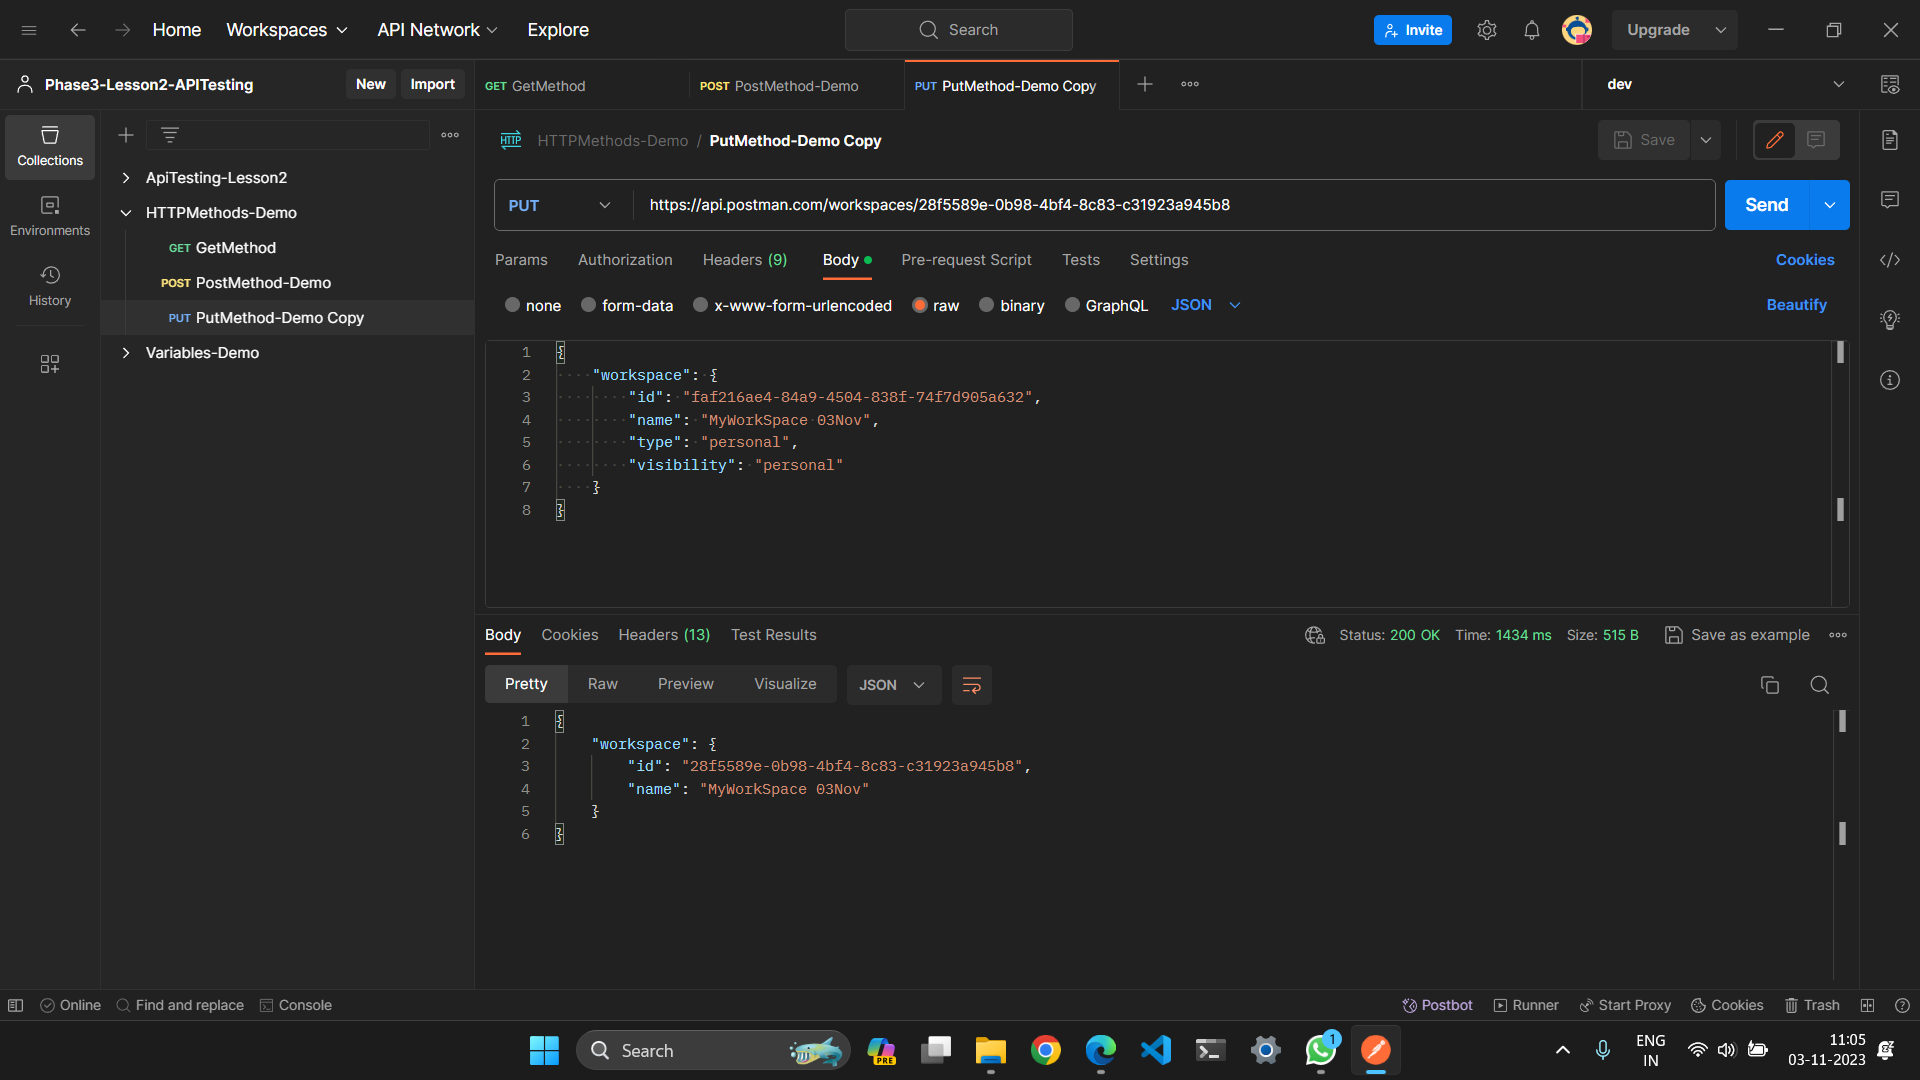 Home Workspaces API Network Explore Search Invite Upgrade
Phase3-Lesson2-APITesting New Import GET GetMethod POST PostMethod-Demo PUT PutMethod-Demo Copy dev
Collections
Environments
History
ApiTesting-Lesson2
HTTPMethods-Demo
GET GetMethod
POST PostMethod-Demo
PUT PutMethod-Demo Copy
Variables-Demo
HTTP HTTPMethods-Demo / PutMethod-Demo Copy Save
PUT https://api.postman.com/workspaces/28f5589e-0b98-4bf4-8c83-c31923a945b8 Send
Params Authorization Headers (9) Body Pre-request Script Tests Settings Cookies
none form-data x-www-form-urlencoded raw binary GraphQL JSON Beautify
1 {
2 "workspace": {
3 "id": "faf216ae4-84a9-4504-838f-74f7d905a632",
4 "name": "MyWorkSpace 03Nov",
5 "type": "personal",
6 "visibility": "personal"
7 }
8 }
Body Cookies Headers (13) Test Results Status: 200 OK Time: 1434 ms Size: 515 B Save as example
Pretty Raw Preview Visualize JSON
1 {
2 "workspace": {
3 "id": "28f5589e-0b98-4bf4-8c83-c31923a945b8",
4 "name": "MyWorkSpace 03Nov"
5 }
6 }
Online Find and replace Console Postbot Runner Start Proxy Cookies Trash
Search PRE 1 ENG IN 11:05
03-11-2023